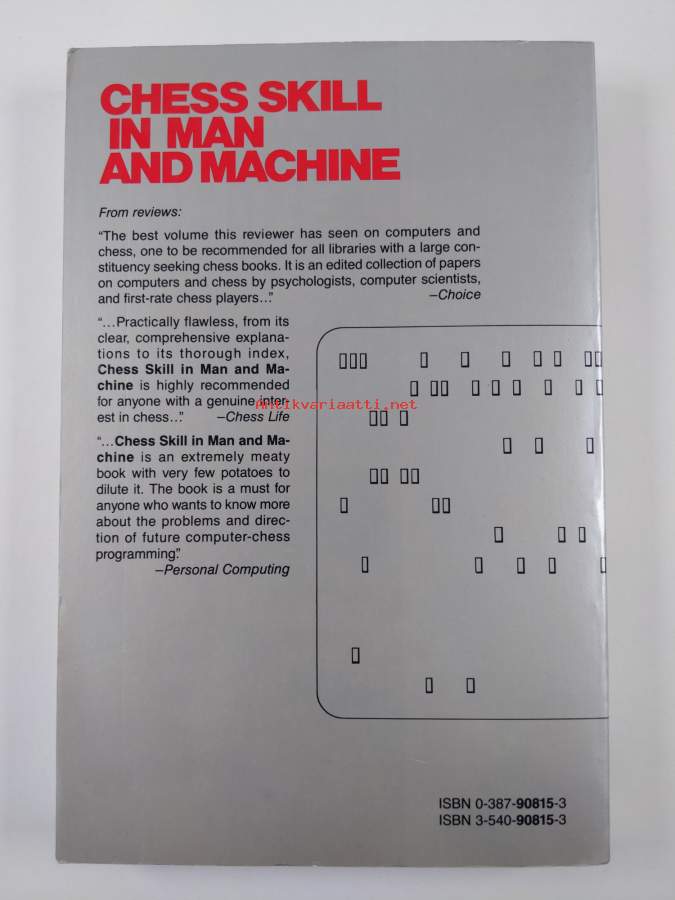 CHESS SKILL
IN MAN
AND MACHINE
From reviews:
“The best volume this reviewer has seen on computers and
chess, one to be recommended for all libraries with a large con-
stituency seeking chess books. It is an edited collection of papers
on computers and chess by psychologists, computer scientists,
and first-rate chess players...” –Choice
“...Practically flawless, from its
clear, comprehensive explana-
tions to its thorough index,
Chess Skill in Man and Ma-
chine is highly recommended
for anyone with a genuine inter-
est in chess...” –Chess Life
Antikvariaatti.net
“...Chess Skill in Man and Ma-
chine is an extremely meaty
book with very few potatoes to
dilute it. The book is a must for
anyone who wants to know more
about the problems and direc-
tion of future computer-chess
programming.”
–Personal Computing
ISBN 0-387-90815-3
ISBN 3-540-90815-3